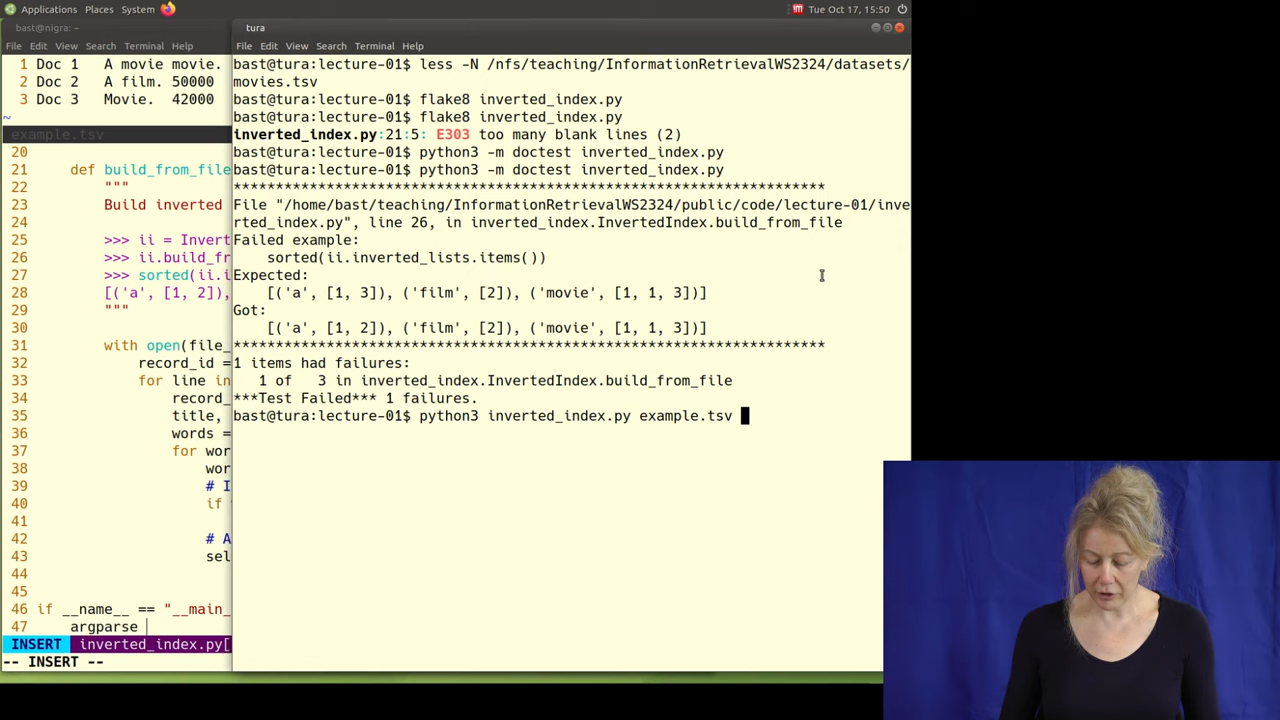 Applications Places System Tue Oct 17, 15:50
bast@nigra: ~
File Edit View Search Terminal Help
1 Doc 1 A movie movie.
2 Doc 2 A film. 50000
3 Doc 3 Movie. 42000
~
example.tsv
20
21 def build_from_file
22 """
23 Build inverted
24
25 >>> ii = Invert
26 >>> ii.build_fr
27 >>> sorted(ii.i
28 [('a', [1, 2]),
29 """
30
31 with open(file_
32 record_id =
33 for line in
34 record_
35 title,
36 words =
37 for wor
38 wor
39 # I
40 if
41
42 # A
43 sel
44
45
46 if __name__ == "__main_
47 argparse
INSERT inverted_index.py[
-- INSERT --
tura
File Edit View Search Terminal Help
bast@tura:lecture-01$ less -N /nfs/teaching/InformationRetrievalWS2324/datasets/
movies.tsv
bast@tura:lecture-01$ flake8 inverted_index.py
bast@tura:lecture-01$ flake8 inverted_index.py
inverted_index.py:21:5: E303 too many blank lines (2)
bast@tura:lecture-01$ python3 -m doctest inverted_index.py
bast@tura:lecture-01$ python3 -m doctest inverted_index.py
**********************************************************************
File "/home/bast/teaching/InformationRetrievalWS2324/public/code/lecture-01/inve
rted_index.py", line 26, in inverted_index.InvertedIndex.build_from_file
Failed example:
sorted(ii.inverted_lists.items())
Expected:
[('a', [1, 3]), ('film', [2]), ('movie', [1, 1, 3])]
Got:
[('a', [1, 2]), ('film', [2]), ('movie', [1, 1, 3])]
**********************************************************************
1 items had failures:
1 of 3 in inverted_index.InvertedIndex.build_from_file
***Test Failed*** 1 failures.
bast@tura:lecture-01$ python3 inverted_index.py example.tsv